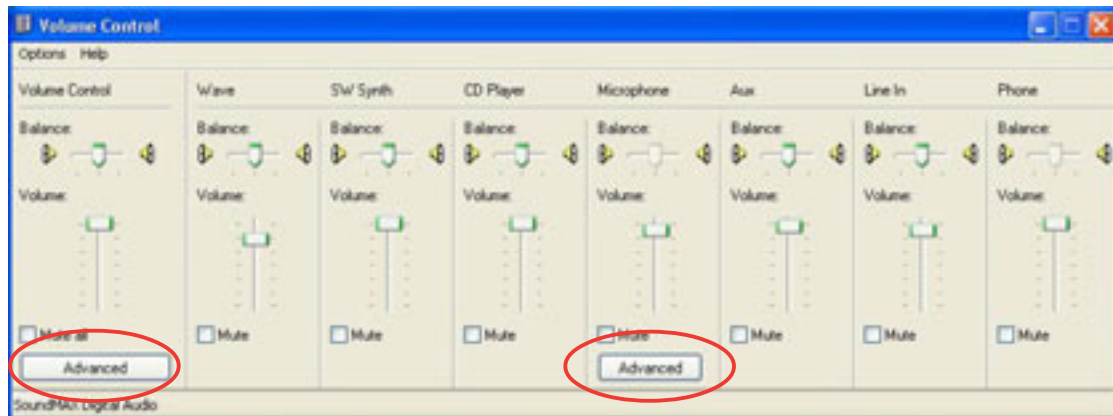 Volume Control
Options Help
Volume Control Wave SW Synth CD Player Microphone Aux Line In Phone
Balance: Balance: Balance: Balance: Balance: Balance: Balance: Balance:
Volume: Volume: Volume: Volume: Volume: Volume: Volume: Volume:
Mute all Mute Mute Mute Mute Mute Mute Mute
Advanced Advanced
SoundMAX Digital Audio